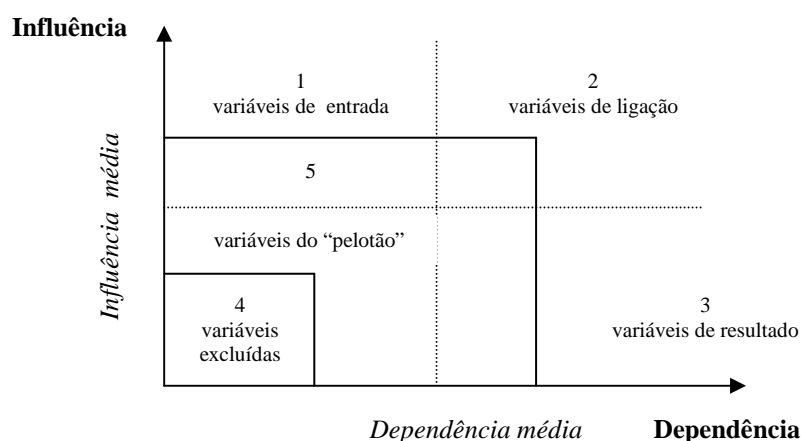 Influência
1
variáveis de entrada
2
variáveis de ligação
Influência média
5
variáveis do “pelotão”
4
variáveis
excluídas
3
variáveis de resultado
Dependência média
Dependência